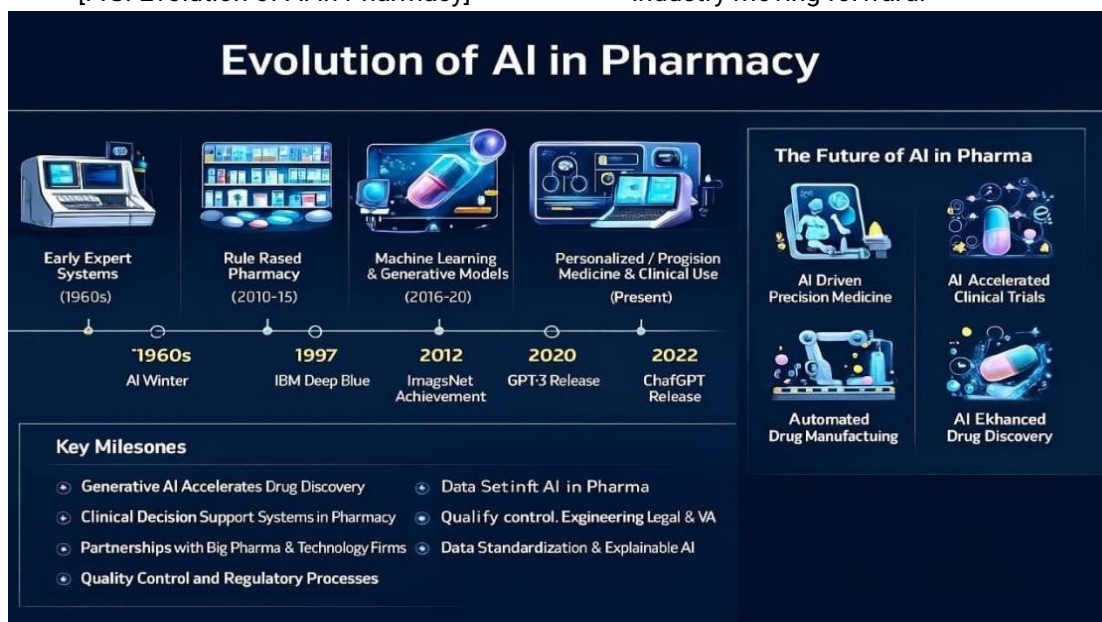 [FIG: Evolution of AI in Pharmacy]
industry moving forward.
Evolution of AI in Pharmacy
Early Expert
Systems
(1960s)
Rule Rased
Pharmacy
(2010-15)
Machine Learning
& Generative Models
(2016-20)
Personalized / Progision
Medicine & Clinical Use
(Present)
"1960s
AI Winter
1997
IBM Deep Blue
2012
ImagsNet
Achievement
2020
GPT-3 Release
2022
ChafGPT
Release
Key Milesones
Generative AI Accelerates Drug Discovery
Clinical Decision Support Systems in Pharmacy
Partnerships with Big Pharma & Technology Firms
Quality Control and Regulatory Processes
Data Setinft AI in Pharma
Qualify control. Exgineering Legal & VA
Data Standardization & Explainable AI
The Future of AI in Pharma
AI Driven
Precision Medicine
AI Accelerated
Clinical Trials
Automated
Drug Manufactuing
AI Ekhanced
Drug Discovery